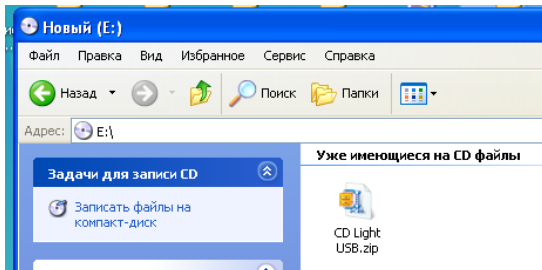 Новый (E:)
Файл Правка Вид Избранное Сервис Справка
Назад Поиск Папки
Адрес: E:\
Уже имеющиеся на CD файлы
Задачи для записи CD
Записать файлы на
компакт-диск
CD Light
USB.zip